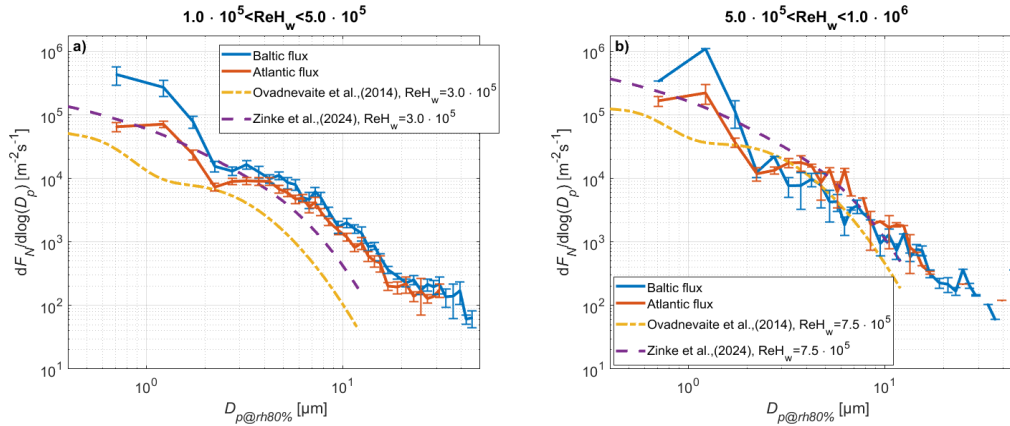 1.0 · 10^5<ReH_w<5.0 · 10^5
a)
Baltic flux
Atlantic flux
Ovadnevaite et al.,(2014), ReH_w=3.0 · 10^5
Zinke et al.,(2024), ReH_w=3.0 · 10^5
10^6
10^5
10^4
10^3
10^2
10^1
dF_N/dlog(D_p) [m^-2s^-1]
10^0
10^1
D_p@rh80% [µm]
5.0 · 10^5<ReH_w<1.0 · 10^6
b)
10^6
10^5
10^4
10^3
10^2
10^1
dF_N/dlog(D_p) [m^-2s^-1]
Baltic flux
Atlantic flux
Ovadnevaite et al.,(2014), ReH_w=7.5 · 10^5
Zinke et al.,(2024), ReH_w=7.5 · 10^5
10^0
10^1
D_p@rh80% [µm]